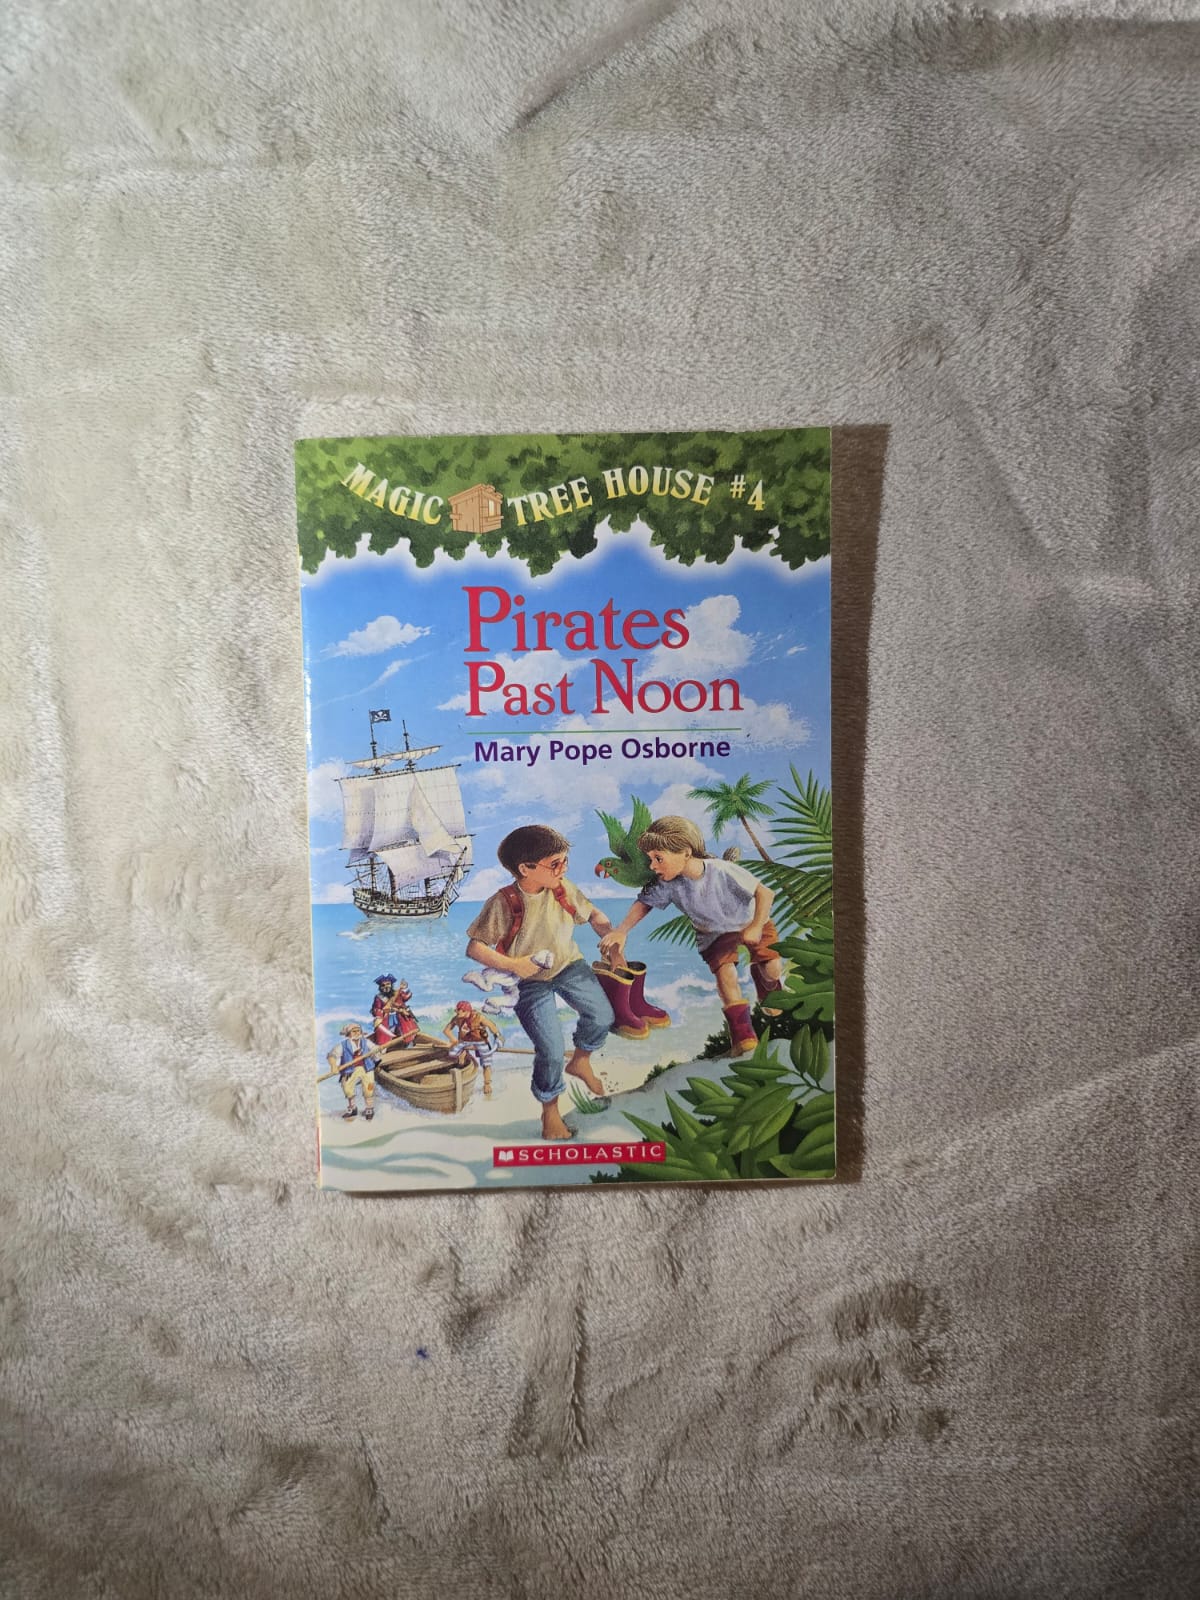 MAGIC TREE HOUSE #4
Pirates
Past Noon
Mary Pope Osborne
SCHOLASTIC